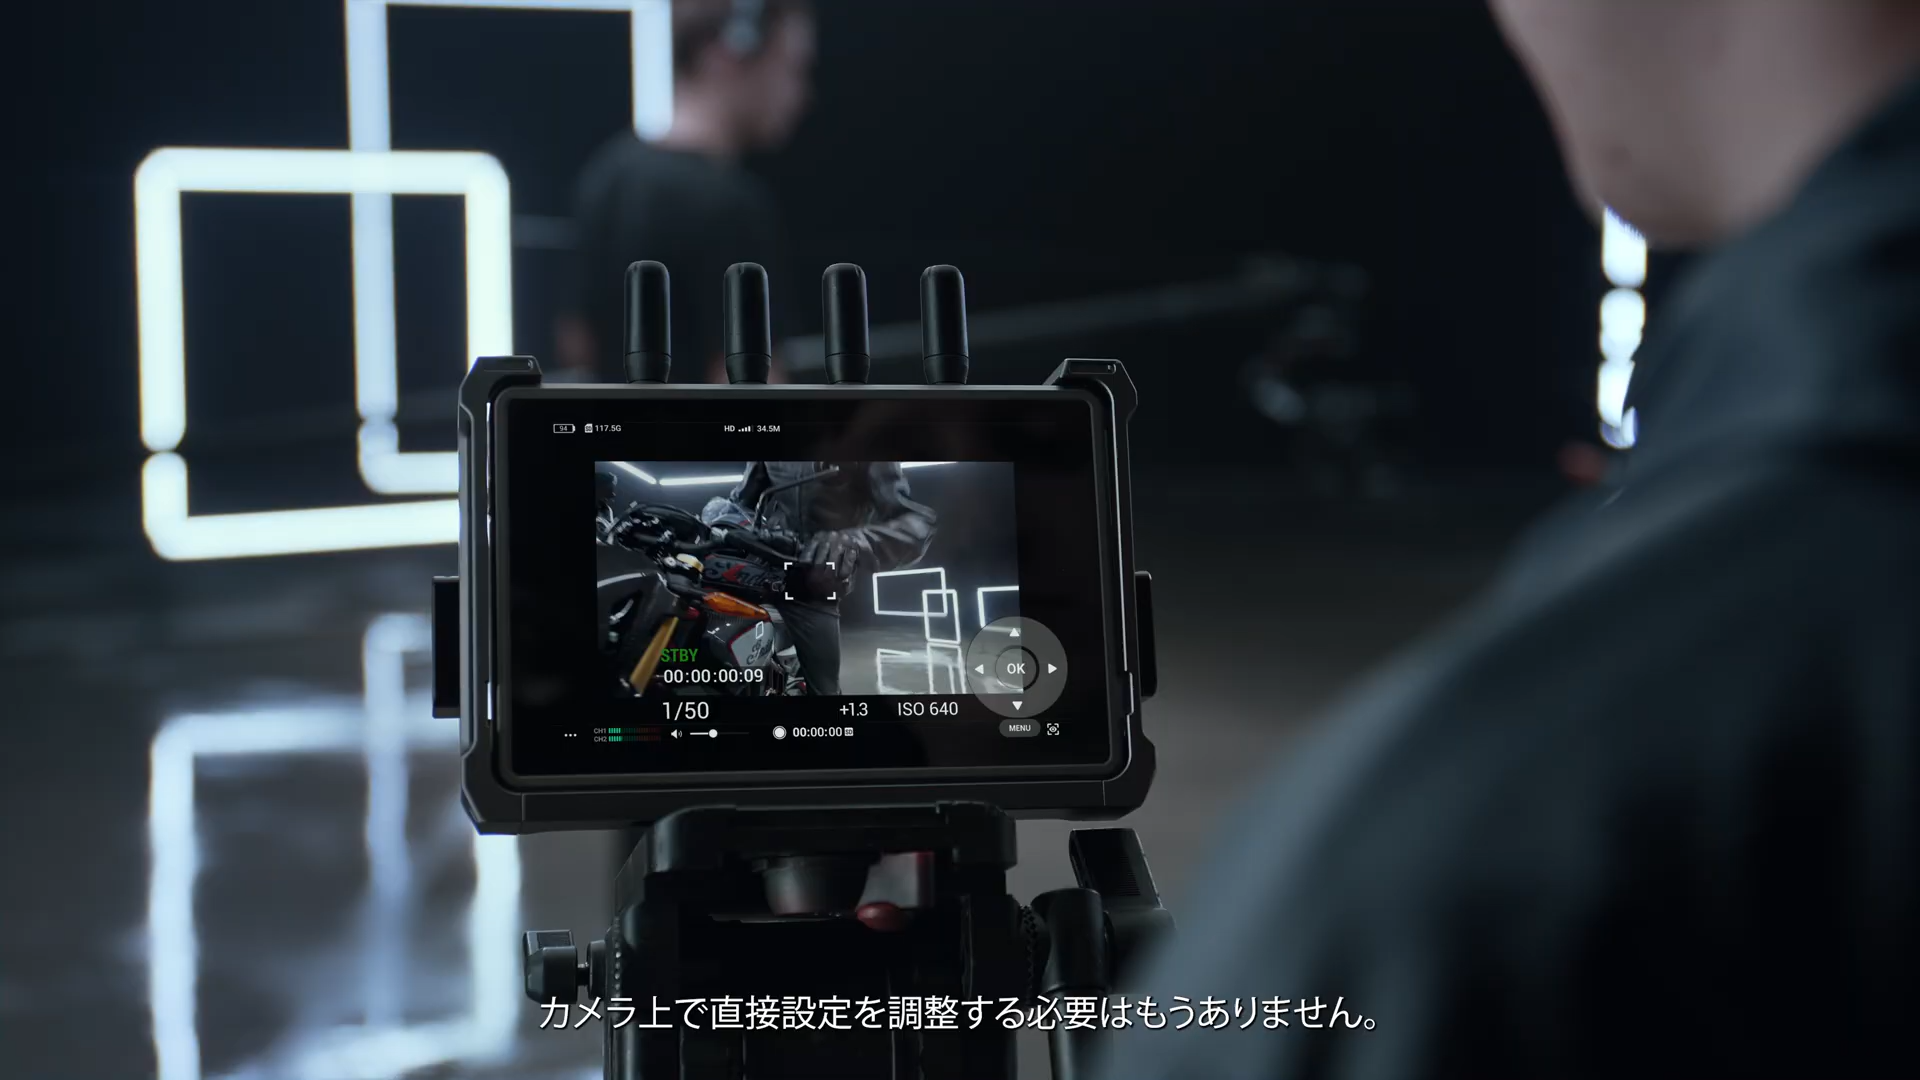 94 117.5G HD 34.5M
STBY
00:00:00:09
1/50 +1.3 ISO 640
OK
CH1
CH2
00:00:00
MENU
カメラ上で直接設定を調整する必要はもうありません。